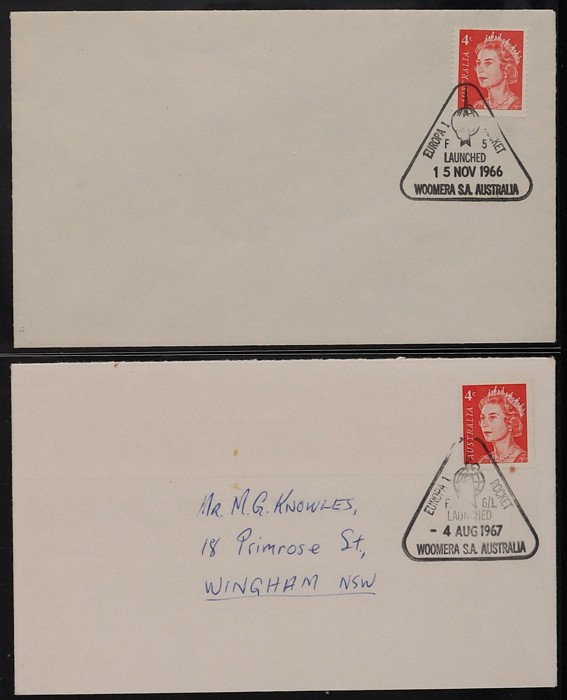 4c
AUSTRALIA
EUROPA 1 ROCKET
F 5
LAUNCHED
15 NOV 1966
WOOMERA S.A. AUSTRALIA
4c
AUSTRALIA
EUROPA 1 ROCKET
F 6/1
LAUNCHED
- 4 AUG 1967
WOOMERA S.A. AUSTRALIA
Mr. M.G. Knowles,
18 Primrose St.,
WINGHAM NSW